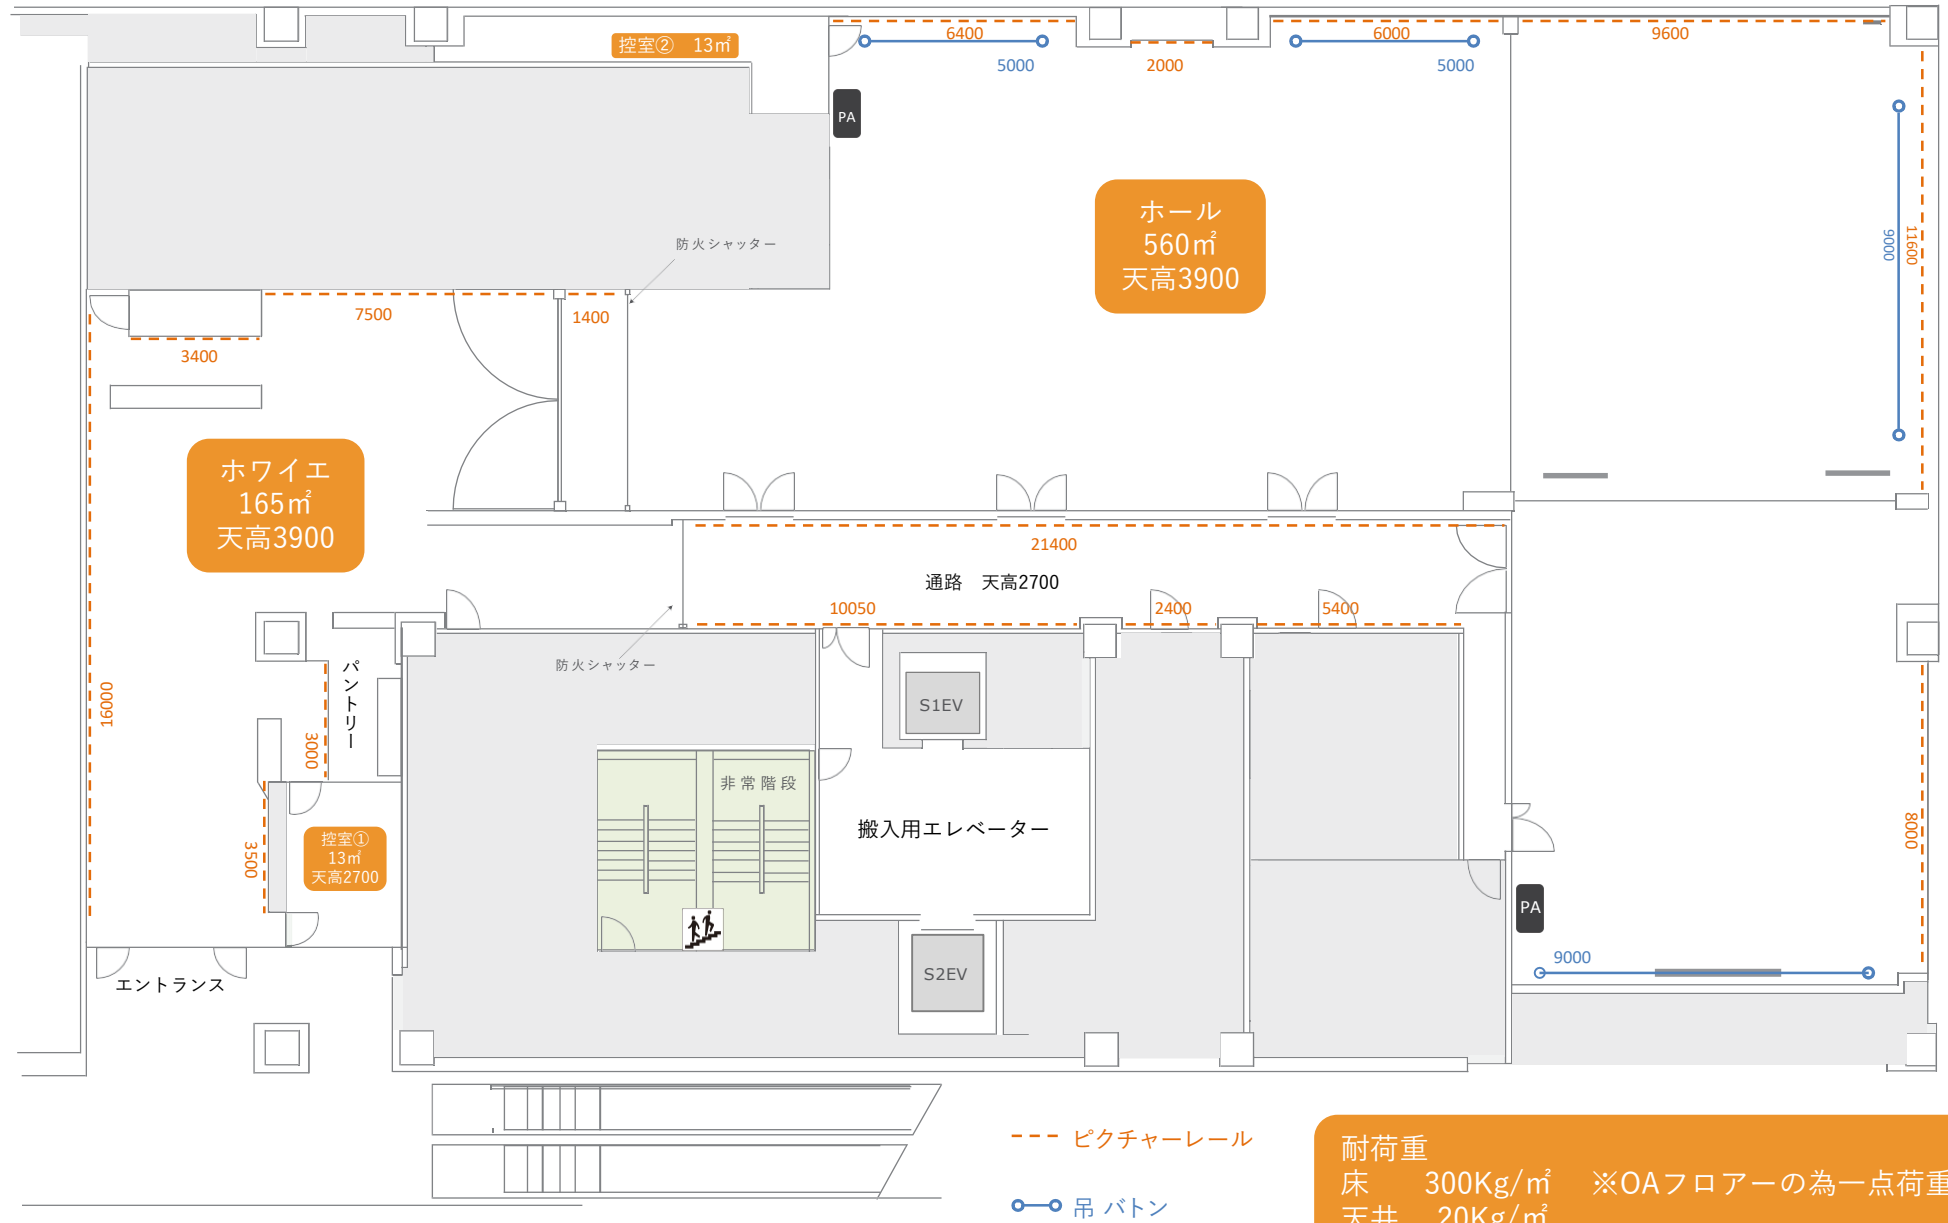 控室② 13㎡
6400
5000
2000
6000
5000
9600
PA
ホール
560㎡
天高3900
9000
11600
防火シャッター
7500
1400
3400
ホワイエ
165㎡
天高3900
21400
通路 天高2700
10050
2400
5400
防火シャッター
16000
パントリー
3000
S1EV
非常階段
搬入用エレベーター
控室①
13㎡
天高2700
3500
8000
PA
9000
S2EV
エントランス
ピクチャーレール
吊 バトン
耐荷重
床 300Kg/㎡ ※OAフロアーの為一点荷重
天井 20Kg/㎡